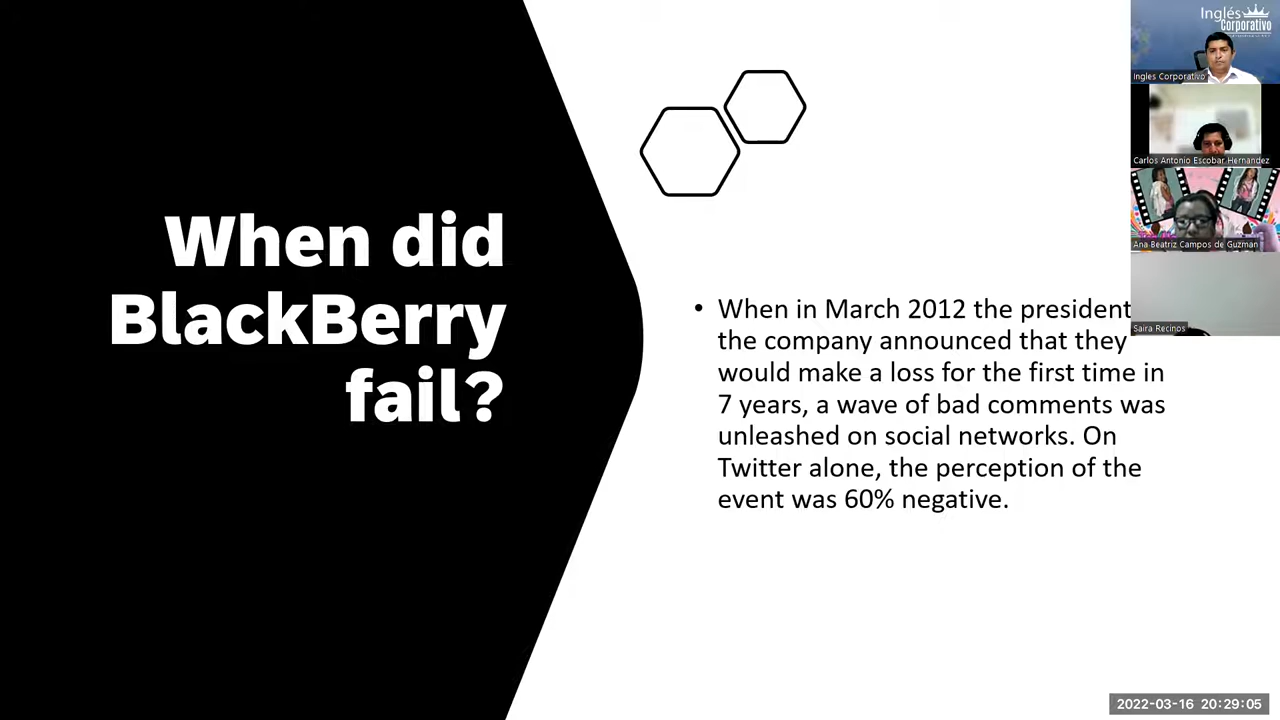 When did
BlackBerry
fail?
• When in March 2012 the president
the company announced that they
would make a loss for the first time in
7 years, a wave of bad comments was
unleashed on social networks. On
Twitter alone, the perception of the
event was 60% negative.
Inglés
Corporativo
Ingles Corporativo
Carlos Antonio Escobar Hernandez
Ana Beatriz Campos de Guzman
Saira Recinos
2022-03-16 20:29:05